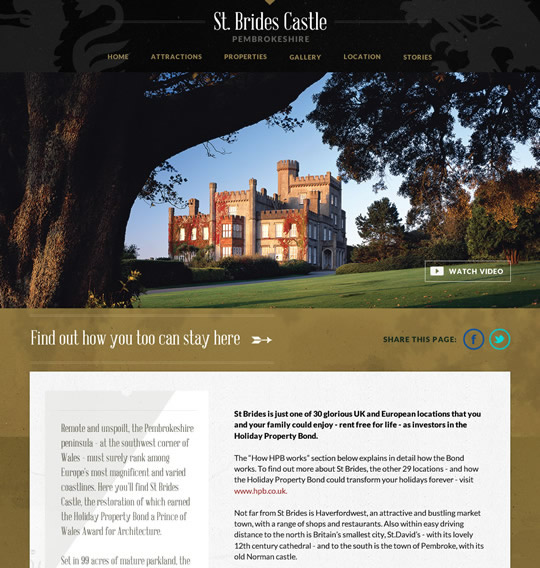 St. Brides Castle
PEMBROKESHIRE
HOME ATTRACTIONS PROPERTIES GALLERY LOCATION STORIES
WATCH VIDEO
Find out how you too can stay here
SHARE THIS PAGE:
f
Remote and unspoilt, the Pembrokeshire
peninsula - at the southwest corner of
Wales - must surely rank among
Europe's most magnificent and varied
coastlines. Here you'll find St Brides
Castle, the restoration of which earned
the Holiday Property Bond a Prince of
Wales Award for Architecture.
Set in 99 acres of mature parkland, the
St Brides is just one of 30 glorious UK and European locations that you
and your family could enjoy - rent free for life - as investors in the
Holiday Property Bond.
The "How HPB works" section below explains in detail how the Bond
works. To find out more about St Brides, the other 29 locations - and how
the Holiday Property Bond could transform your holidays forever - visit
www.hpb.co.uk.
Not far from St Brides is Haverfordwest, an attractive and bustling market
town, with a range of shops and restaurants. Also within easy driving
distance to the north is Britain's smallest city, St.David's - with its lovely
12th century cathedral - and to the south is the town of Pembroke, with its
old Norman castle.